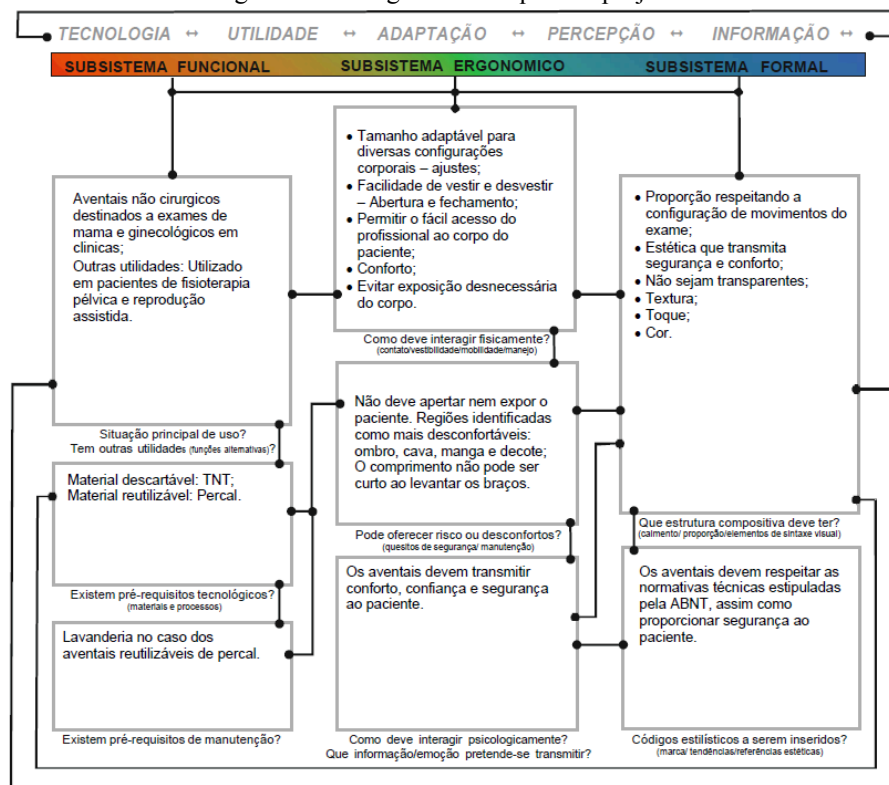 TECNOLOGIA ↔ UTILIDADE ↔ ADAPTAÇÃO ↔ PERCEPÇÃO ↔ INFORMAÇÃO ↔
SUBSISTEMA FUNCIONAL SUBSISTEMA ERGONOMICO SUBSISTEMA FORMAL
Aventais não cirurgicos
destinados a exames de
mama e ginecológicos em
clinicas;
Outras utilidades: Utilizado
em pacientes de fisioterapia
pélvica e reprodução
assistida.
Situação principal de uso?
Tem outras utilidades (funções alternativas)?
Material descartável: TNT;
Material reutilizável: Percal.
Existem pré-requisitos tecnológicos?
(materiais e processos)
Lavanderia no caso dos
aventais reutilizáveis de percal.
Existem pré-requisitos de manutenção?
• Tamanho adaptável para
diversas configurações
corporais – ajustes;
• Facilidade de vestir e desvestir
– Abertura e fechamento;
• Permitir o fácil acesso do
profissional ao corpo do
paciente;
• Conforto;
• Evitar exposição desnecessária
do corpo.
Como deve interagir fisicamente?
(contato/vestibilidade/mobilidade/manejo)
Não deve apertar nem expor o
paciente. Regiões identificadas
como mais desconfortáveis:
ombro, cava, manga e decote;
O comprimento não pode ser
curto ao levantar os braços.
Pode oferecer risco ou desconfortos?
(quesitos de segurança/ manutenção)
Os aventais devem transmitir
conforto, confiança e segurança
ao paciente.
Como deve interagir psicologicamente?
Que informação/emoção pretende-se transmitir?
• Proporção respeitando a
configuração de movimentos do
exame;
• Estética que transmita
segurança e conforto;
• Não sejam transparentes;
• Textura;
• Toque;
• Cor.
Que estrutura compositiva deve ter?
(caimento/ proporção/elementos de sintaxe visual)
Os aventais devem respeitar as
normativas técnicas estipuladas
pela ABNT, assim como
proporcionar segurança ao
paciente.
Códigos estilísticos a serem inseridos?
(marca/ tendências/referências estéticas)